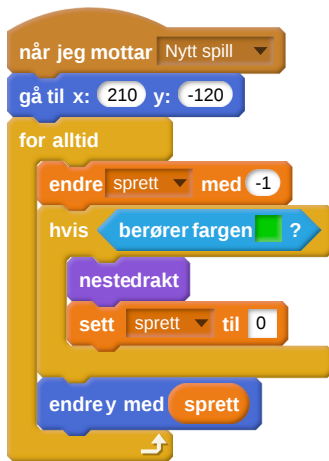 når jeg mottar Nytt spill
gå til x: 210 y: -120
for alltid
endre sprett med -1
hvis berører fargen ?
nestedrakt
sett sprett til 0
endre y med sprett